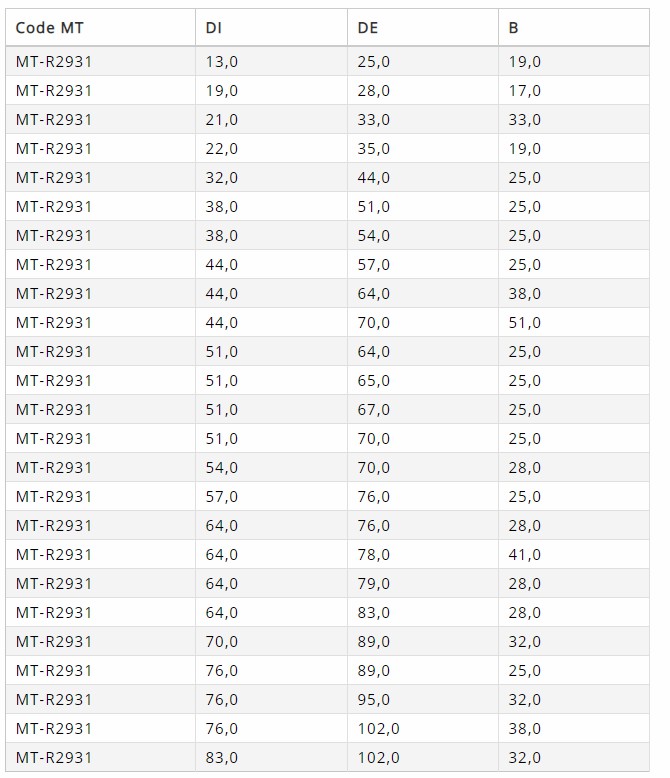 Code MT DI DE B
MT-R2931 13,0 25,0 19,0
MT-R2931 19,0 28,0 17,0
MT-R2931 21,0 33,0 33,0
MT-R2931 22,0 35,0 19,0
MT-R2931 32,0 44,0 25,0
MT-R2931 38,0 51,0 25,0
MT-R2931 38,0 54,0 25,0
MT-R2931 44,0 57,0 25,0
MT-R2931 44,0 64,0 38,0
MT-R2931 44,0 70,0 51,0
MT-R2931 51,0 64,0 25,0
MT-R2931 51,0 65,0 25,0
MT-R2931 51,0 67,0 25,0
MT-R2931 51,0 70,0 25,0
MT-R2931 54,0 70,0 28,0
MT-R2931 57,0 76,0 25,0
MT-R2931 64,0 76,0 28,0
MT-R2931 64,0 78,0 41,0
MT-R2931 64,0 79,0 28,0
MT-R2931 64,0 83,0 28,0
MT-R2931 70,0 89,0 32,0
MT-R2931 76,0 89,0 25,0
MT-R2931 76,0 95,0 32,0
MT-R2931 76,0 102,0 38,0
MT-R2931 83,0 102,0 32,0